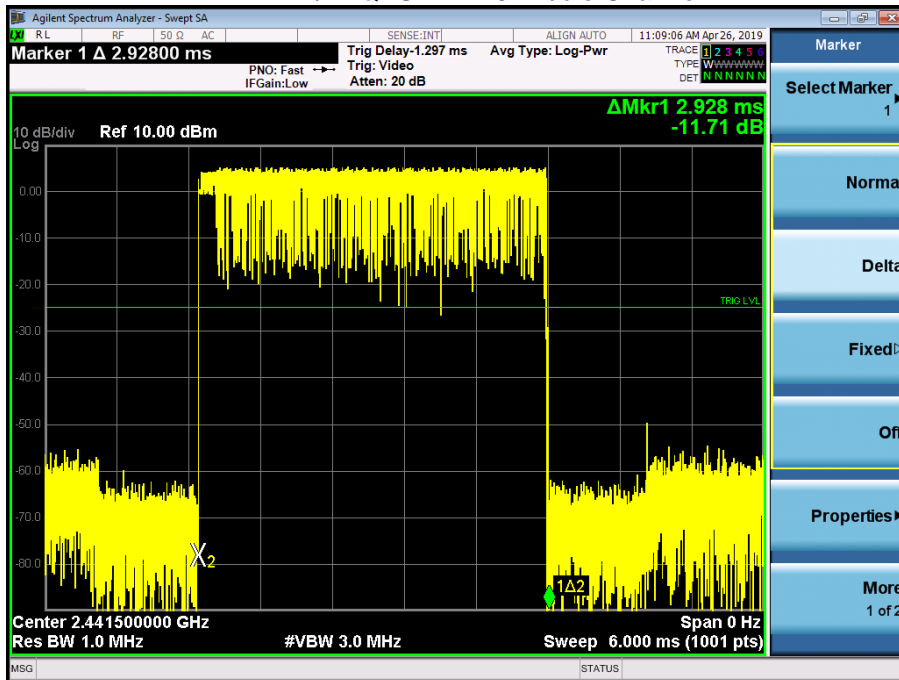 Agilent Spectrum Analyzer - Swept SA
LXI RL RF 50 Ω AC SENSE:INT ALIGN AUTO 11:09:06 AM Apr 26, 2019
Marker 1 Δ 2.92800 ms
PNO: Fast
IFGain:Low
Trig Delay-1.297 ms
Trig: Video
Atten: 20 dB
Avg Type: Log-Pwr
TRACE 1 2 3 4 5 6
TYPE WWWWWW
DET N N N N N N
ΔMkr1 2.928 ms
-11.71 dB
10 dB/div
Log
Ref 10.00 dBm
0.00
-10.0
-20.0
TRIG LVL
-30.0
-40.0
-50.0
-60.0
-70.0
-80.0
X2
1Δ2
Center 2.441500000 GHz
Span 0 Hz
Res BW 1.0 MHz
#VBW 3.0 MHz
Sweep 6.000 ms (1001 pts)
MSG
STATUS
Marker
Select Marker
1
Norma
Delta
Fixed
Off
Properties
More
1 of 2